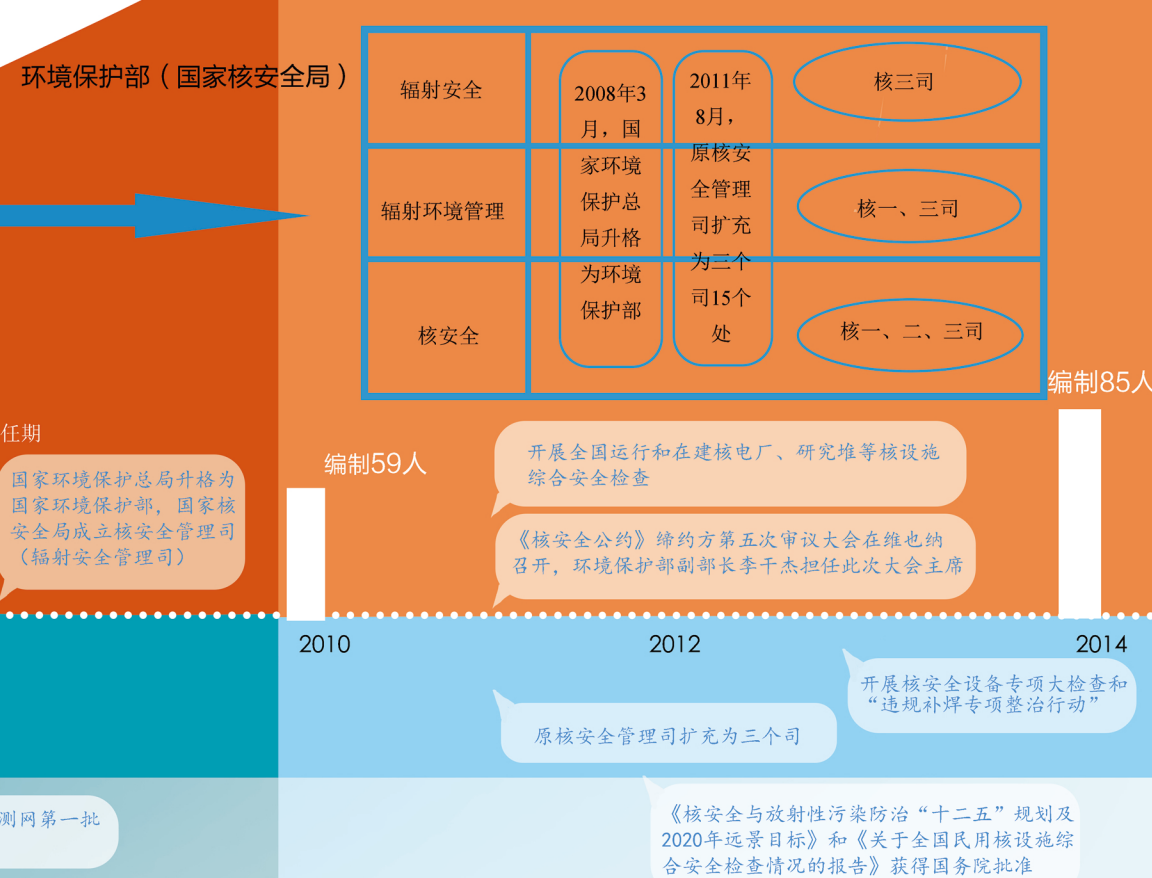 环境保护部（国家核安全局）
辐射安全
辐射环境管理
核安全
2008年3
月，国
家环境
保护总
局升格
为环境
保护部
2011年
8月，
原核安
全管理
司扩充
为三个
司15个
处
核三司
核一、三司
核一、二、三司
任期
国家环境保护总局升格为
国家环境保护部，国家核
安全局成立核安全管理司
（辐射安全管理司）
编制59人
开展全国运行和在建核电厂、研究堆等核设施
综合安全检查
《核安全公约》缔约方第五次审议大会在维也纳
召开，环境保护部副部长李干杰担任此次大会主席
编制85人
2010
2012
2014
开展核安全设备专项大检查和
“违规补焊专项整治行动”
原核安全管理司扩充为三个司
测网第一批
《核安全与放射性污染防治“十二五”规划及
2020年远景目标》和《关于全国民用核设施综
合安全检查情况的报告》获得国务院批准